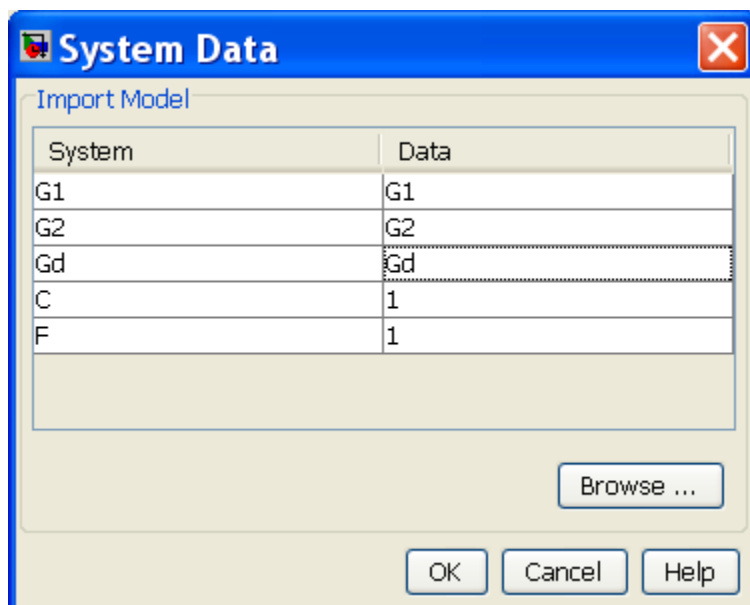 System Data
Import Model
System Data
G1 G1
G2 G2
Gd Gd
C 1
F 1
Browse ...
OK Cancel Help